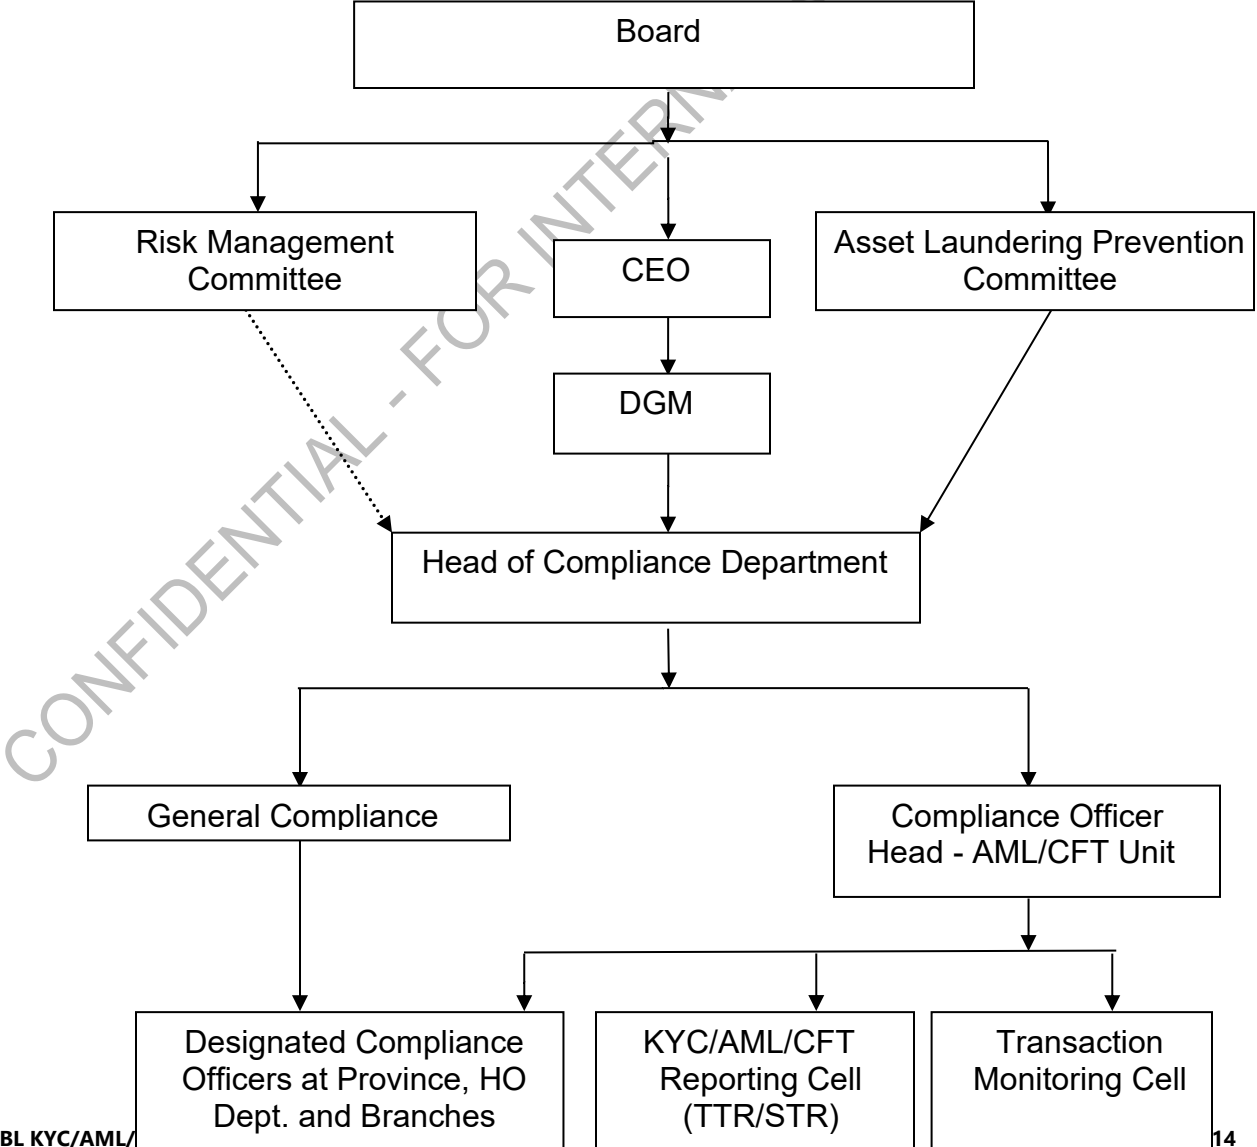 Board
Risk Management
Committee
CEO
Asset Laundering Prevention
Committee
DGM
CONFIDENTIAL - FOR
Head of Compliance Department
General Compliance
Compliance Officer
Head - AML/CFT Unit
Designated Compliance
Officers at Province, HO
Dept. and Branches
KYC/AML/CFT
Reporting Cell
(TTR/STR)
Transaction
Monitoring Cell
BL KYC/AML/
14